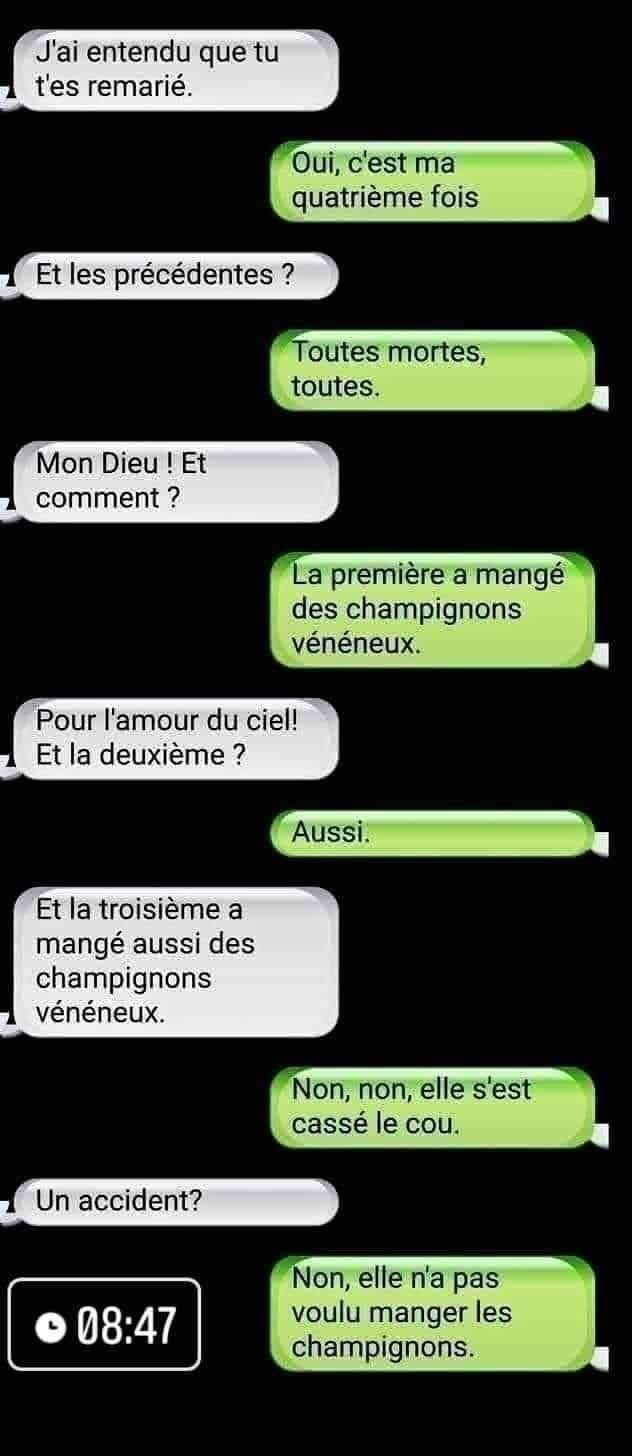 J'ai entendu que tu
t'es remarié.
Oui, c'est ma
quatrième fois
Et les précédentes ?
Toutes mortes,
toutes.
Mon Dieu ! Et
comment ?
La première a mangé
des champignons
vénéneux.
Pour l'amour du ciel!
Et la deuxième ?
Aussi.
Et la troisième a
mangé aussi des
champignons
vénéneux.
Non, non, elle s'est
cassé le cou.
Un accident?
Non, elle n'a pas
voulu manger les
champignons.
08:47